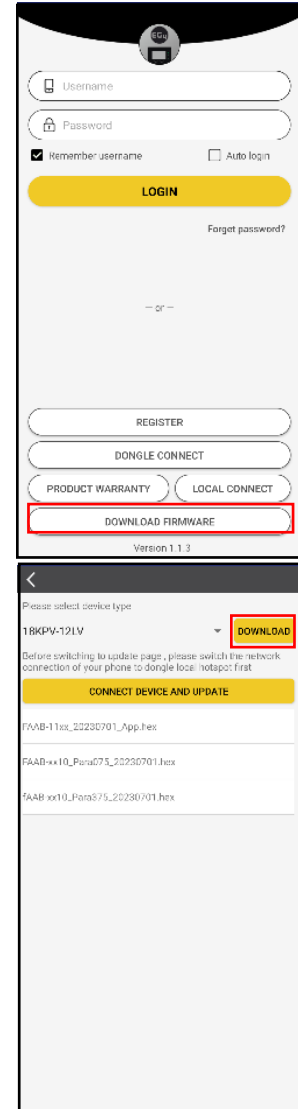 EGu
Username
Password
Remember username
Auto login
LOGIN
Forget password?
— or —
REGISTER
DONGLE CONNECT
PRODUCT WARRANTY
LOCAL CONNECT
DOWNLOAD FIRMWARE
Version 1.1.3
Please select device type
18KPV-12LV
DOWNLOAD
Before switching to update page , please switch the network
connection of your phone to dongle local hotspot first
CONNECT DEVICE AND UPDATE
FAAB-11xx_20230701_App.hex
FAAB-xx10_Para075_20230701.hex
fAAB-xx10_Para375_20230701.hex